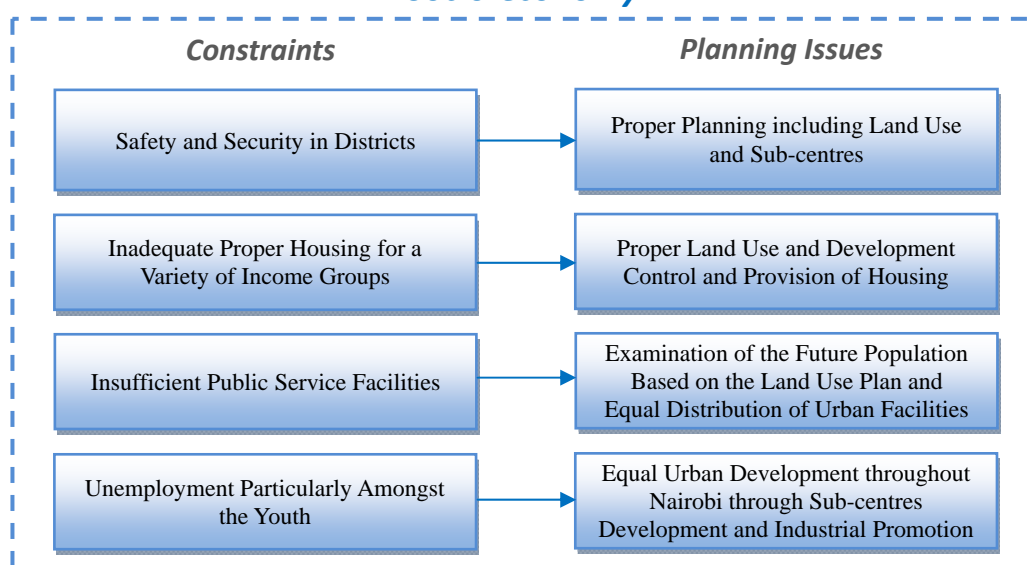 Constraints
Planning Issues
Safety and Security in Districts
Proper Planning including Land Use
and Sub-centres
Inadequate Proper Housing for a
Variety of Income Groups
Proper Land Use and Development
Control and Provision of Housing
Insufficient Public Service Facilities
Examination of the Future Population
Based on the Land Use Plan and
Equal Distribution of Urban Facilities
Unemployment Particularly Amongst
the Youth
Equal Urban Development throughout
Nairobi through Sub-centres
Development and Industrial Promotion